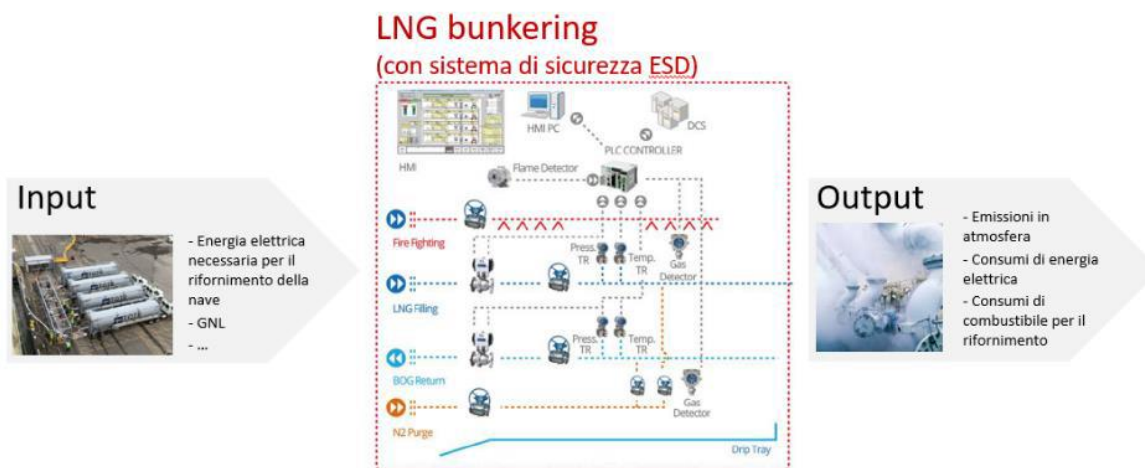 LNG bunkering
(con sistema di sicurezza ESD)
Input
- Energia elettrica
necessaria per il
rifornimento della
nave
- GNL
- ...
HMI
HMI PC
DCS
PLC CONTROLLER
Flame Detector
Fire Fighting
Press.
TR
Temp.
TR
Gas
Detector
LNG Filling
Press.
TR
Temp.
TR
BOG Return
Gas
Detector
N2 Purge
Drip Tray
Output
- Emissioni in
atmosfera
- Consumi di energia
elettrica
- Consumi di
combustibile per il
rifornimento